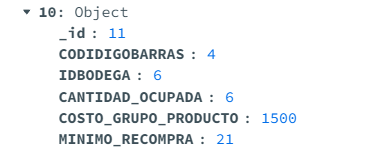 10: Object
_id : 11
CODIDIGOBARRAS : 4
IDBODEGA : 6
CANTIDAD_OCUPADA : 6
COSTO_GRUPO_PRODUCTO : 1500
MINIMO_RECOMPRA : 21